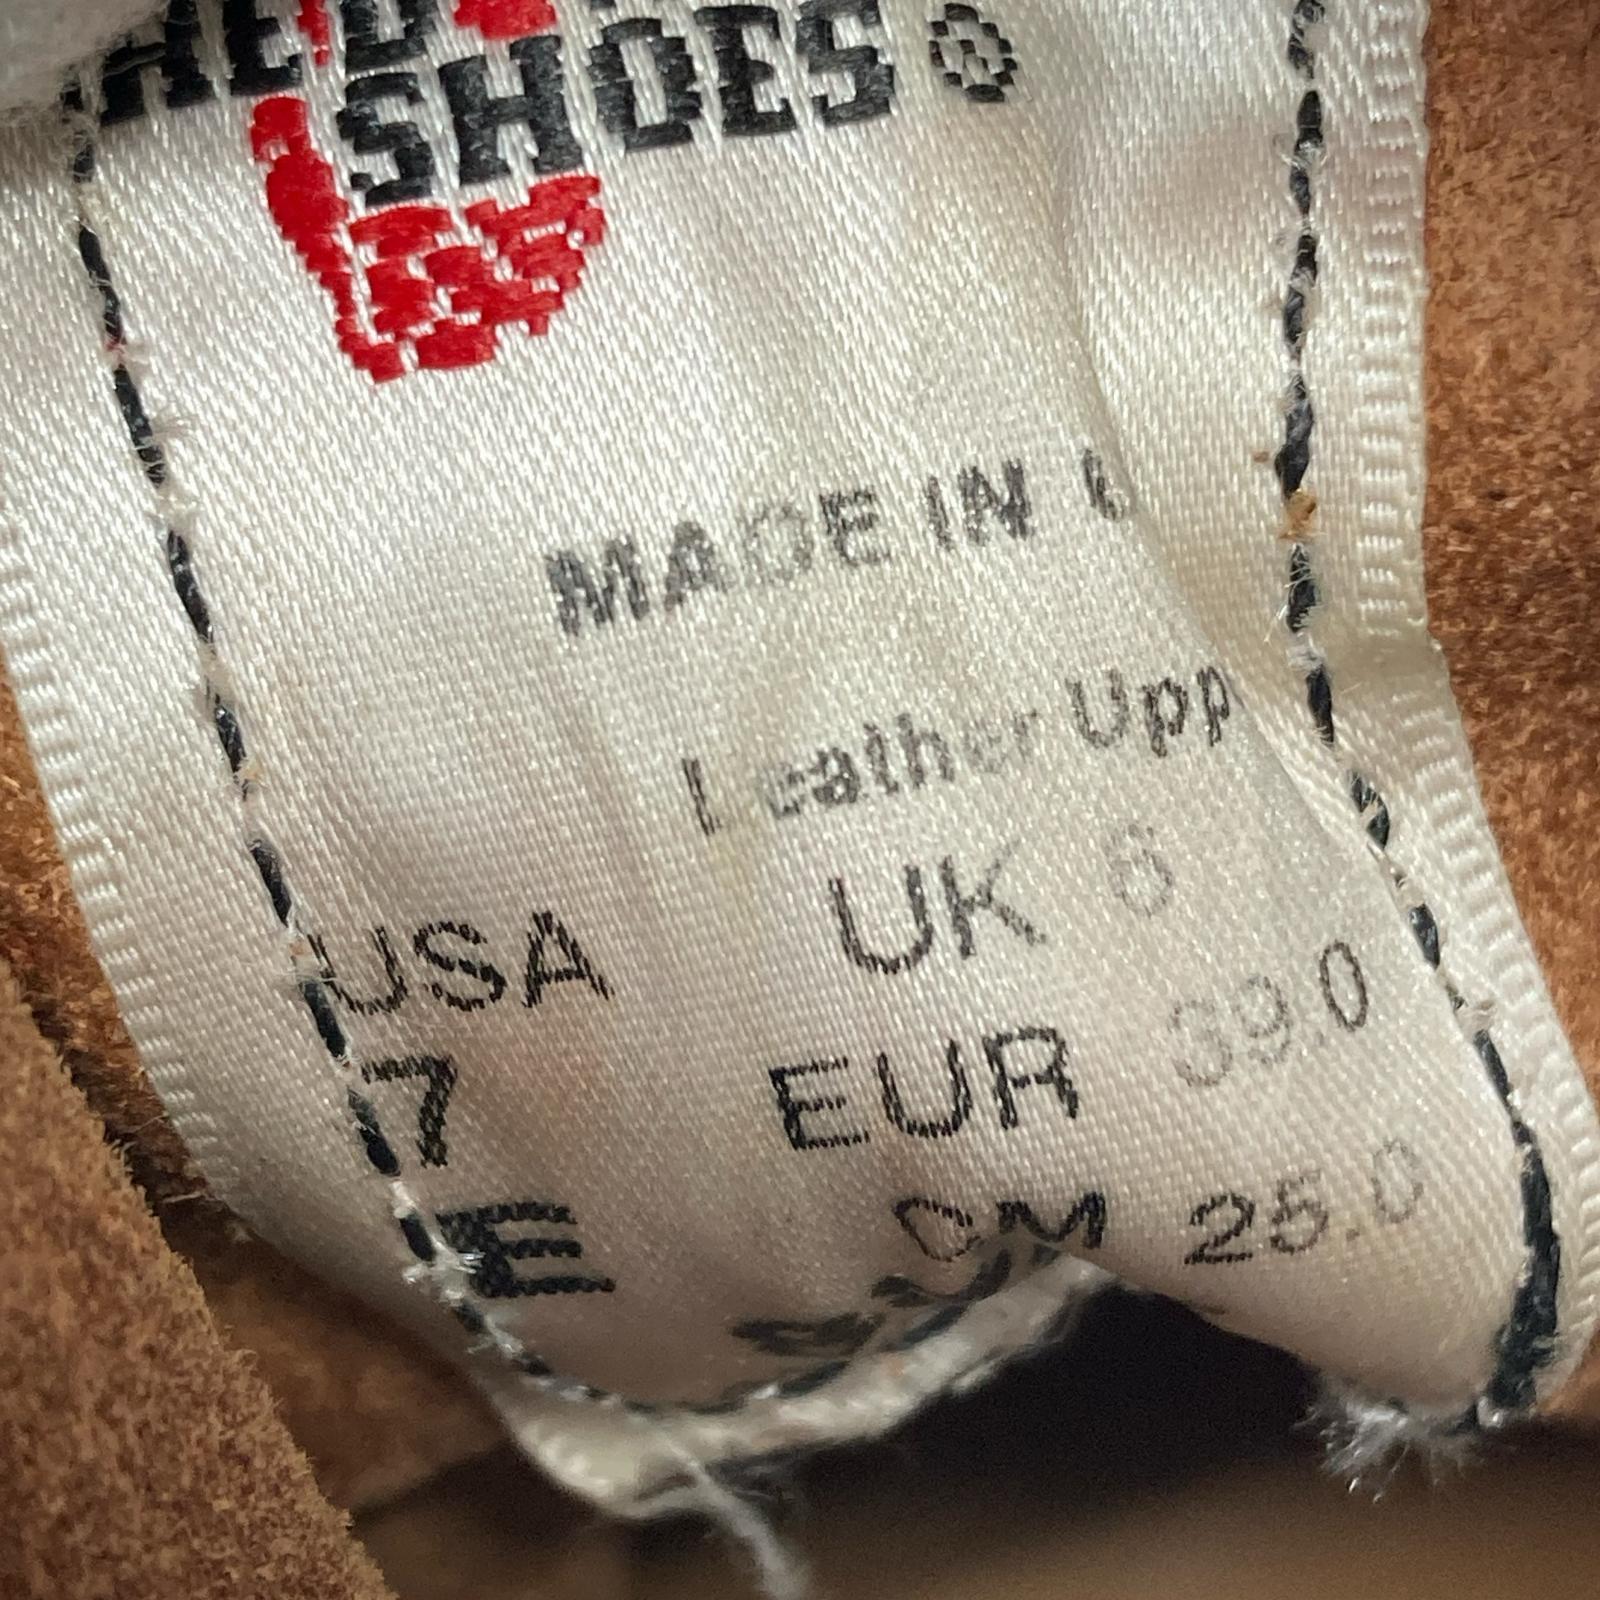 SHOES®
MADE IN
Leather Upp
USA
7
E
UK 6
EUR 39.0
CM 25.0